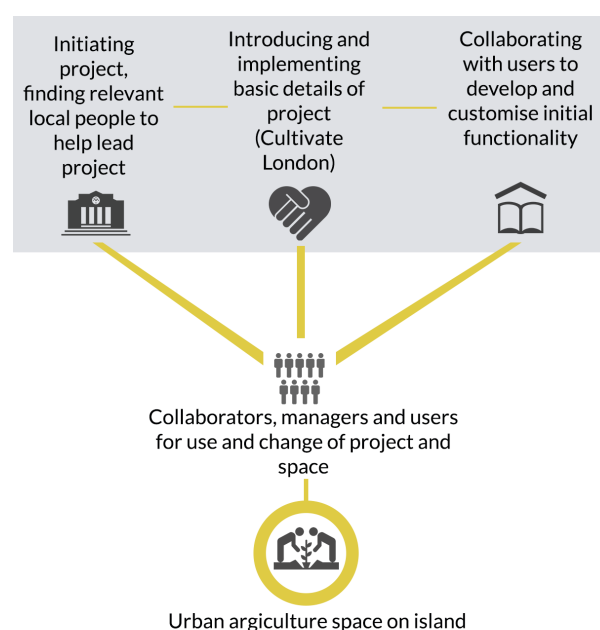 Initiating
project,
finding relevant
local people to
help lead
project
Introducing and
implementing
basic details of
project
(Cultivate
London)
Collaborating
with users to
develop and
customise initial
functionality
Collaborators, managers and users
for use and change of project and
space
Urban argiculture space on island